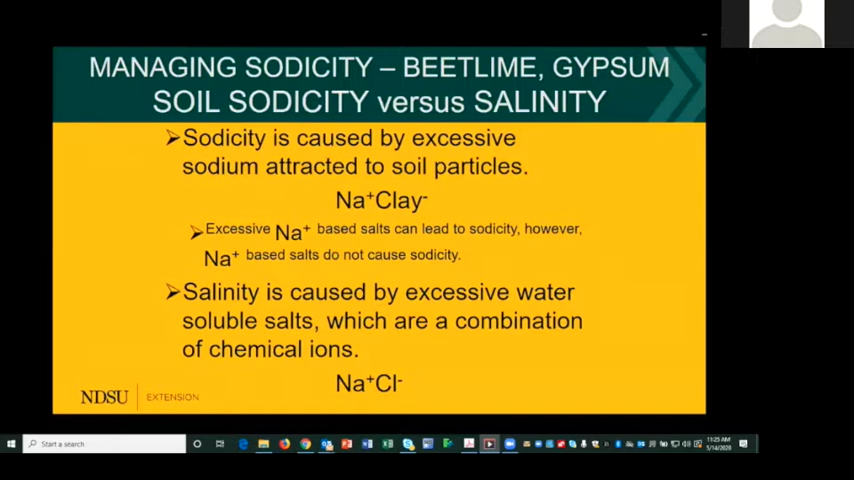 MANAGING SODICITY – BEETLIME, GYPSUM
SOIL SODICITY versus SALINITY
➢Sodicity is caused by excessive
sodium attracted to soil particles.
Na⁺Clay⁻
➢Excessive Na⁺ based salts can lead to sodicity, however,
Na⁺ based salts do not cause sodicity.
➢Salinity is caused by excessive water
soluble salts, which are a combination
of chemical ions.
Na⁺Cl⁻
NDSU EXTENSION
Start a search
11:25 AM
5/14/2020